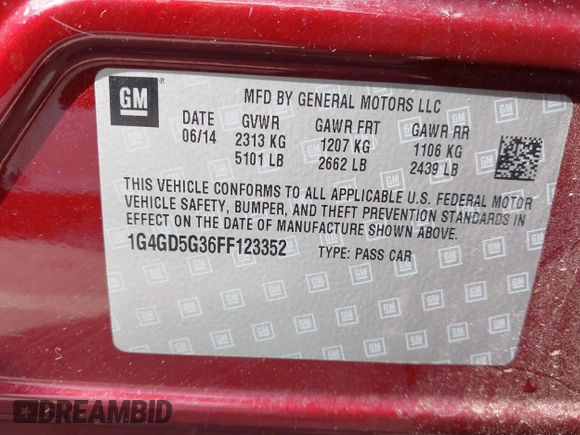 GM
MFD BY GENERAL MOTORS LLC
DATE GVWR GAWR FRT GAWR RR
06/14 2313 KG 1207 KG 1106 KG
5101 LB 2662 LB 2439 LB
THIS VEHICLE CONFORMS TO ALL APPLICABLE U.S. FEDERAL MOTOR
VEHICLE SAFETY, BUMPER, AND THEFT PREVENTION STANDARDS IN
EFFECT ON THE DATE OF MANUFACTURE SHOWN ABOVE.
1G4GD5G36FF123352 TYPE: PASS CAR
DREAMBID